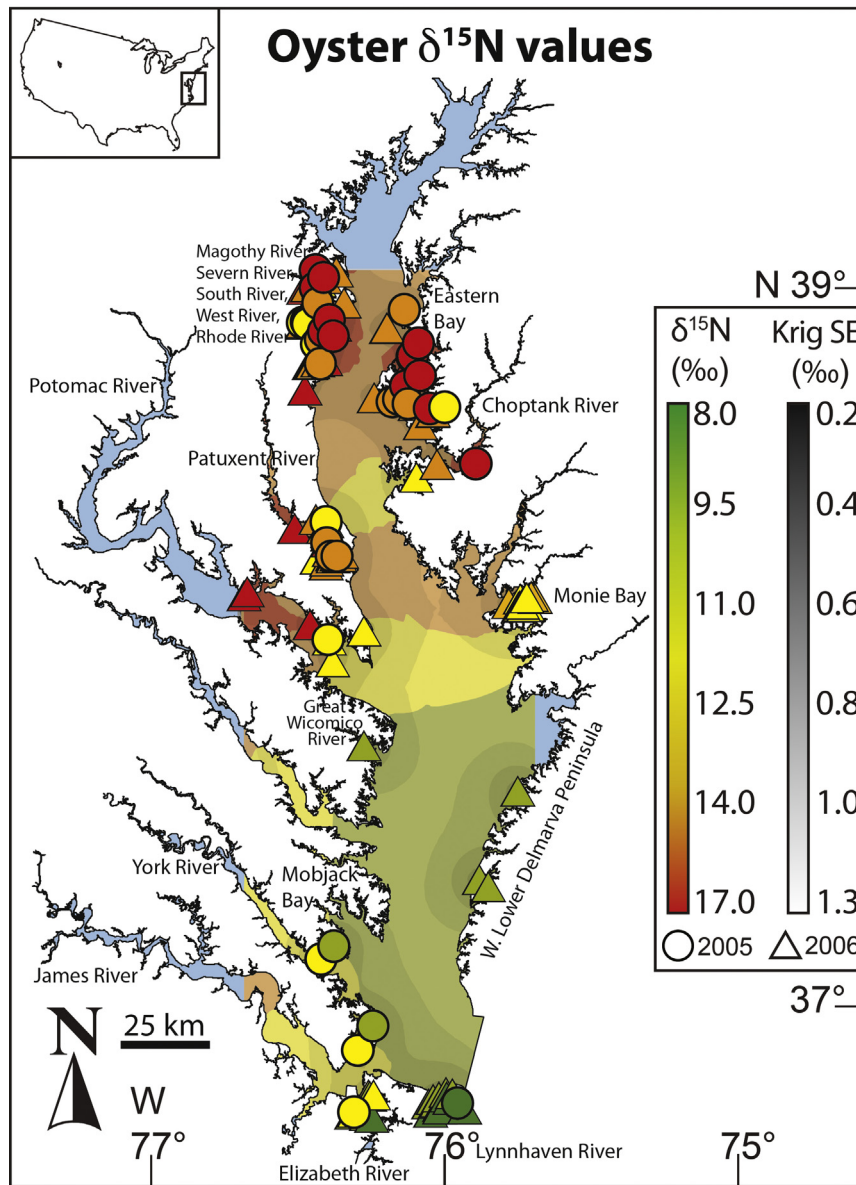 Oyster δ¹⁵N values
Magothy River
Severn River,
South River,
West River,
Rhode River
Eastern
Bay
N 39°
Potomac River
Choptank River
Patuxent River
Monie Bay
Great
Wicomico
River
W. Lower Delmarva Peninsula
York River
Mobjack
Bay
James River
δ¹⁵N
(‰)
8.0
9.5
11.0
12.5
14.0
17.0
Krig SE
(‰)
0.2
0.4
0.6
0.8
1.0
1.3
2005
2006
37°
N
25 km
W
77°
76°
75°
Elizabeth River
Lynnhaven River